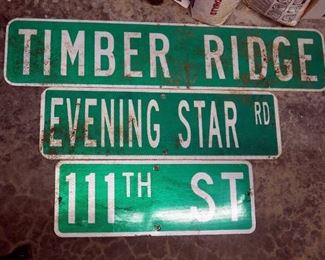 TIMBER RIDGE
EVENING STAR RD
111TH ST